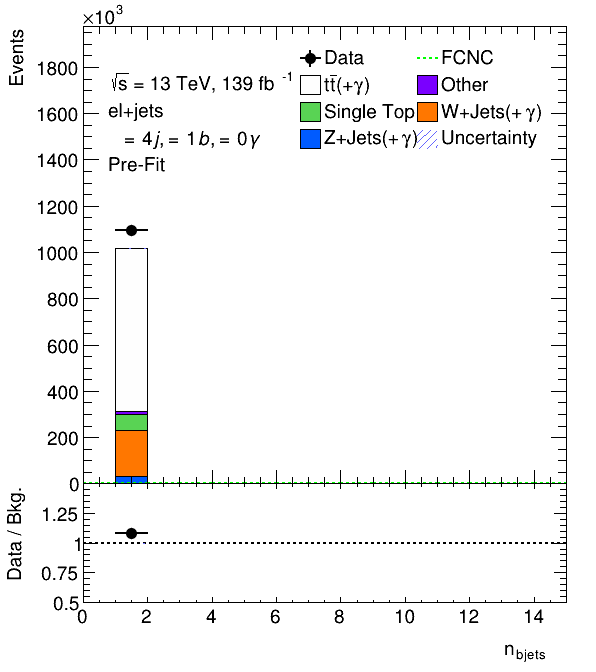 ×10³
Events
Data
FCNC
√s = 13 TeV, 139 fb⁻¹
tt̄(+γ)
Other
el+jets
Single Top
W+Jets(+γ)
= 4j, = 1b, = 0γ
Z+Jets(+γ)
Uncertainty
Pre-Fit
1800
1600
1400
1200
1000
800
600
400
200
0
Data / Bkg.
1.25
1
0.75
0.5
0 2 4 6 8 10 12 14
n_bjets